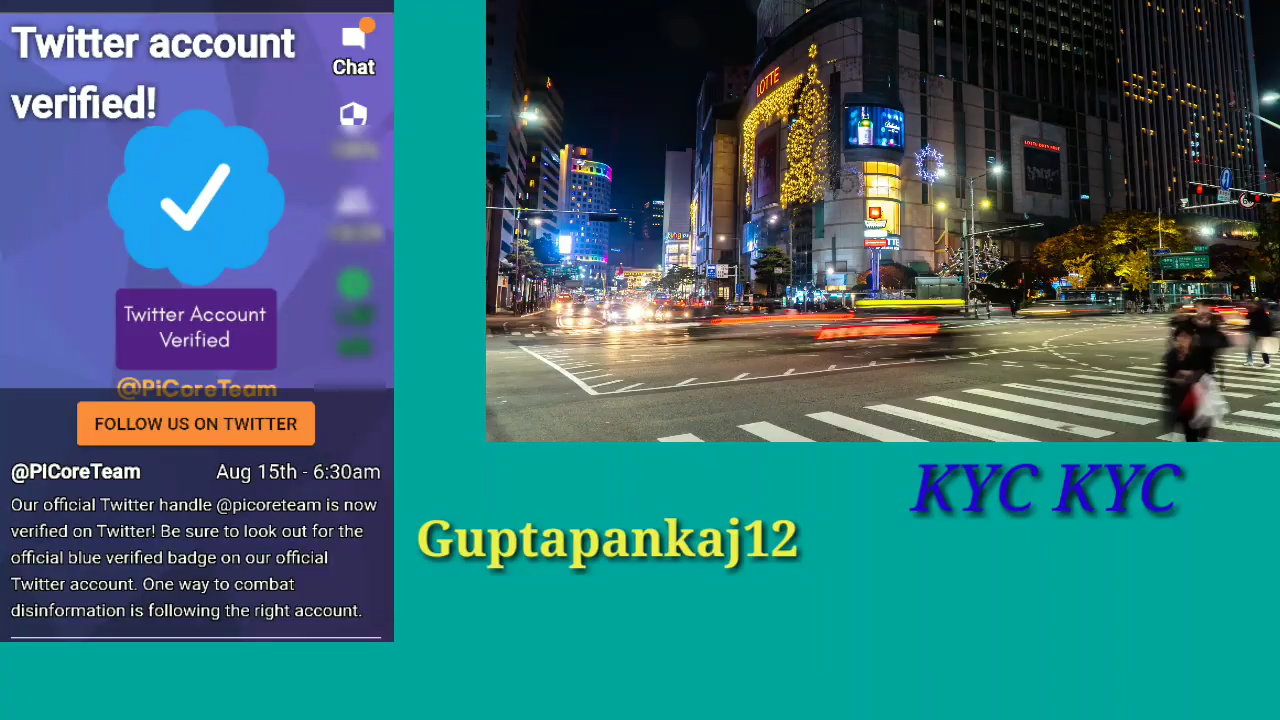 Twitter account
verified!
Chat
Twitter Account
Verified
@PiCoreTeam
FOLLOW US ON TWITTER
@PiCoreTeam Aug 15th - 6:30am
Our official Twitter handle @picoreteam is now
verified on Twitter! Be sure to look out for the
official blue verified badge on our official
Twitter account. One way to combat
disinformation is following the right account.
LOTTE
KYC KYC
Guptapankaj12